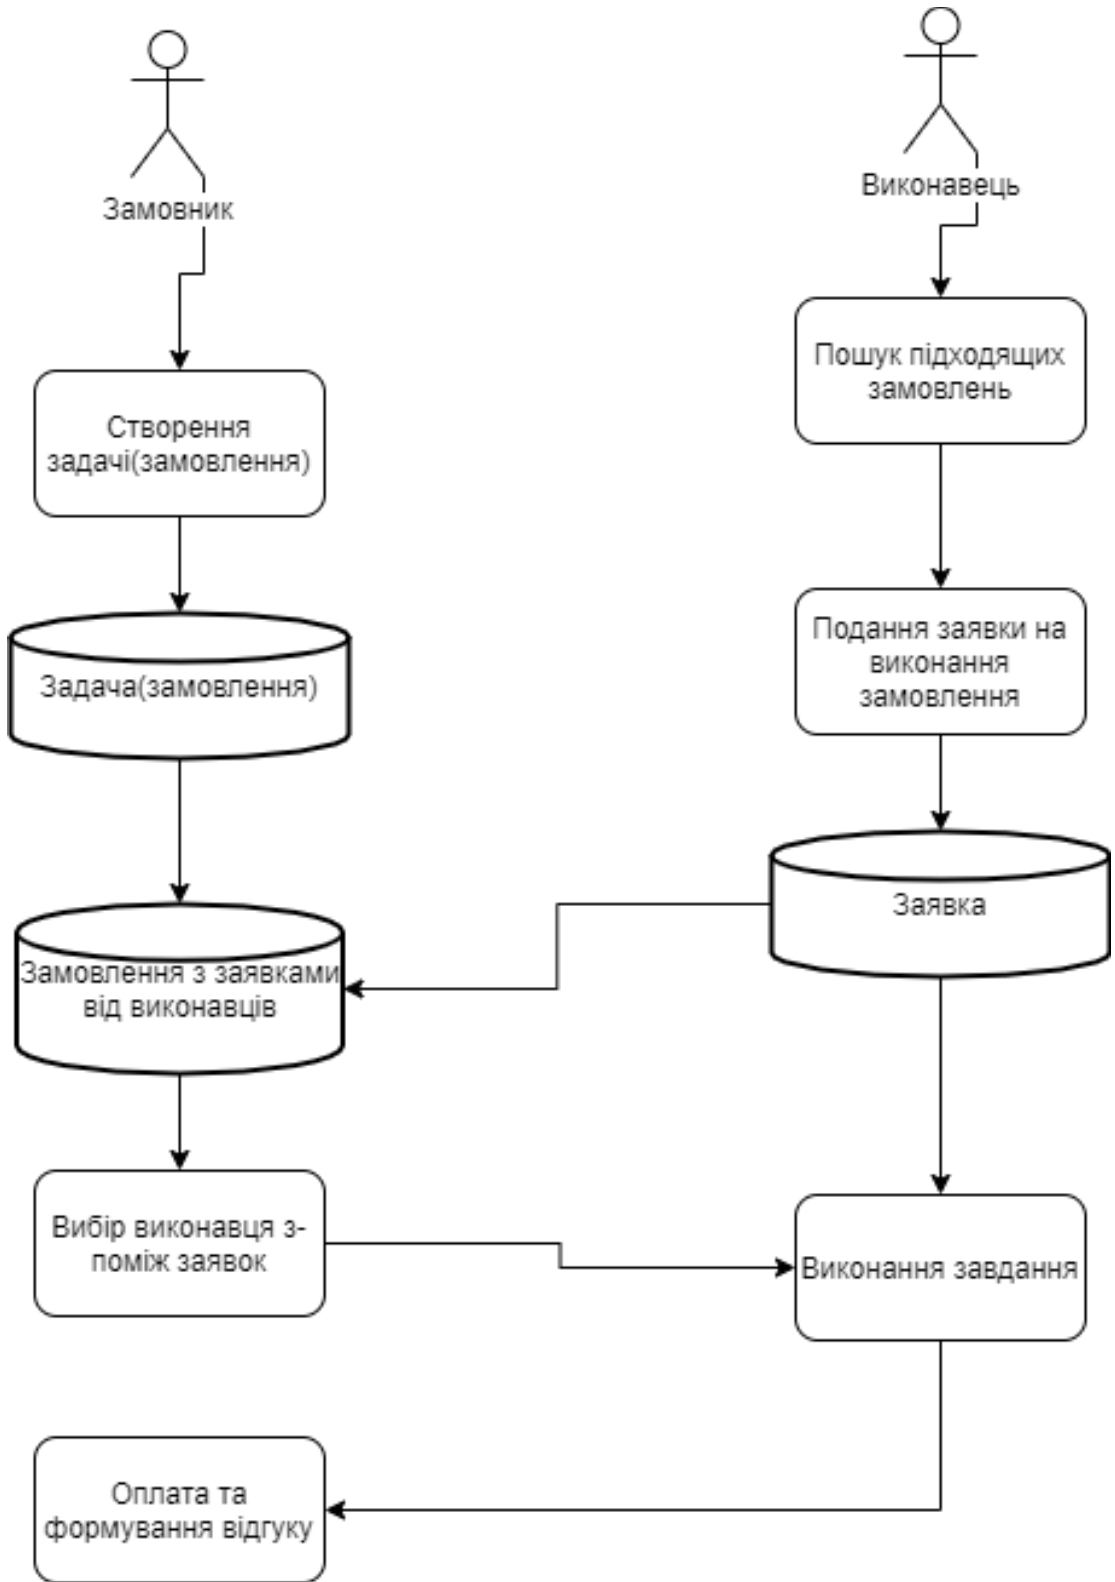 Замовник
Виконавець
Пошук підходящих
замовлень
Створення
задачі(замовлення)
Подання заявки на
виконання
замовлення
Задача(замовлення)
Заявка
Замовлення з заявками
від виконавців
Вибір виконавця з-
поміж заявок
Виконання завдання
Оплата та
формування відгуку